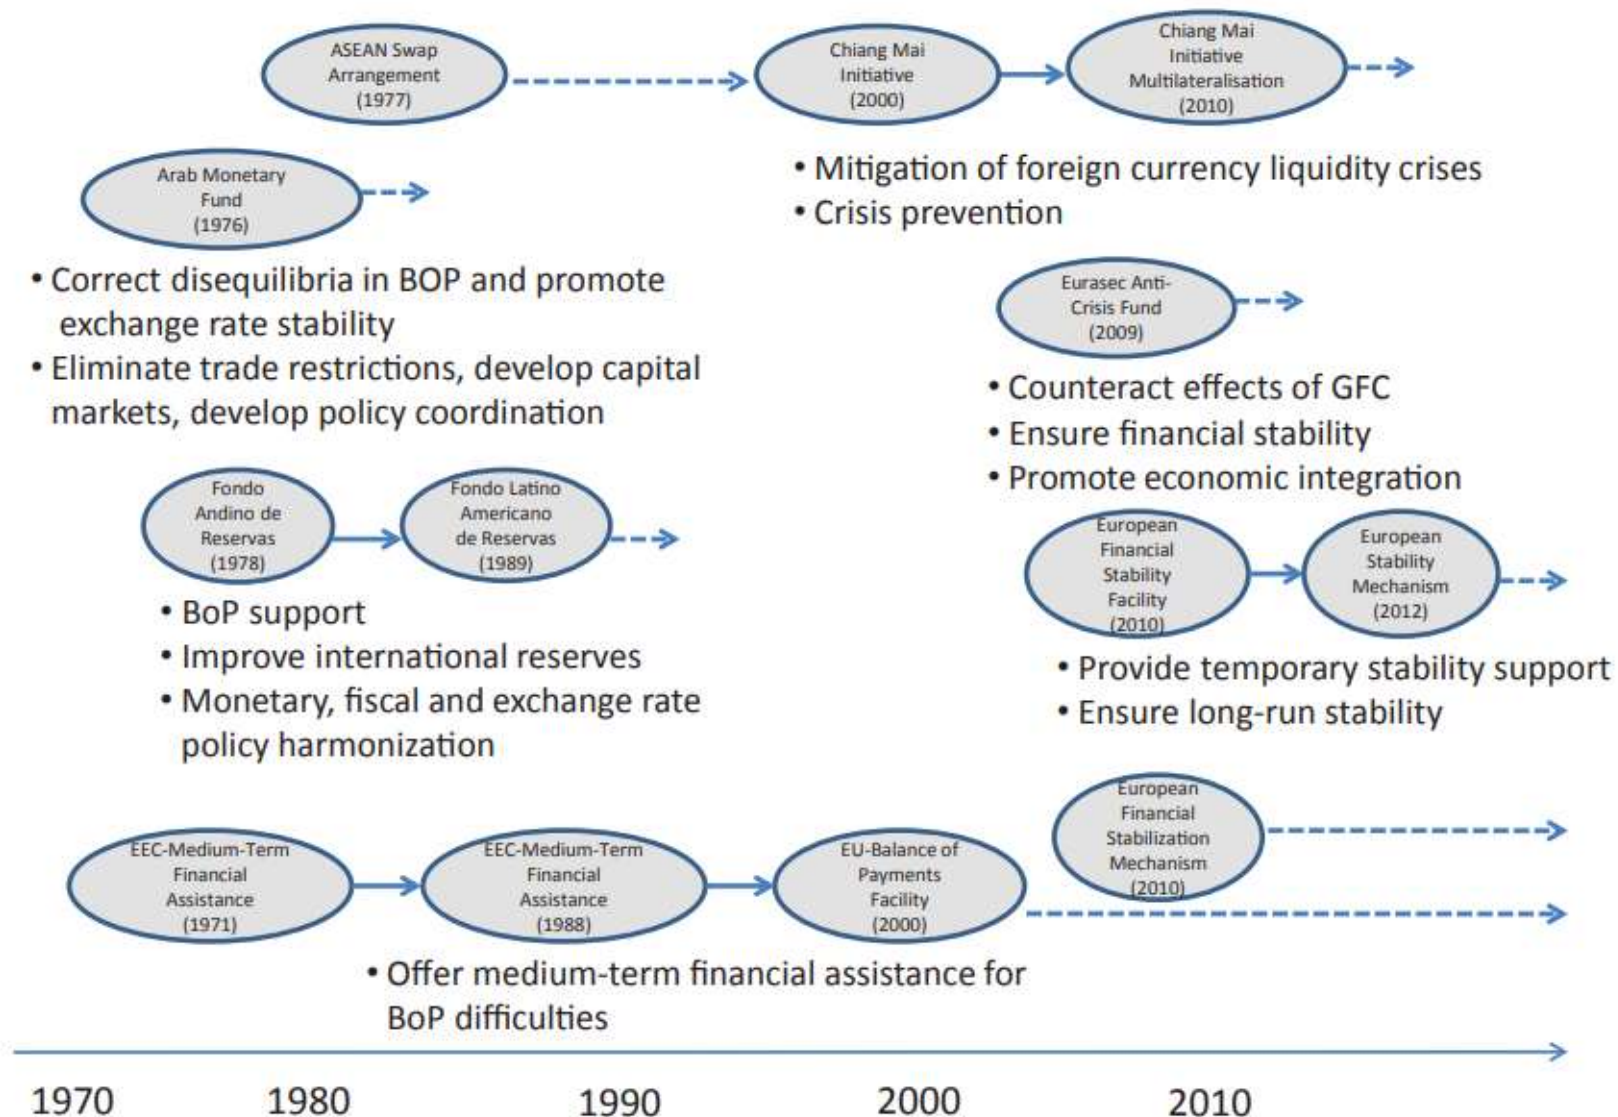 ASEAN Swap
Arrangement
(1977)
Chiang Mai
Initiative
(2000)
Chiang Mai
Initiative
Multilateralisation
(2010)
Arab Monetary
Fund
(1976)
• Mitigation of foreign currency liquidity crises
• Crisis prevention
• Correct disequilibria in BOP and promote
exchange rate stability
• Eliminate trade restrictions, develop capital
markets, develop policy coordination
Eurasec Anti-
Crisis Fund
(2009)
• Counteract effects of GFC
• Ensure financial stability
• Promote economic integration
Fondo
Andino de
Reservas
(1978)
Fondo Latino
Americano
de Reservas
(1989)
• BoP support
• Improve international reserves
• Monetary, fiscal and exchange rate
policy harmonization
European
Financial
Stability
Facility
(2010)
European
Stability
Mechanism
(2012)
• Provide temporary stability support
• Ensure long-run stability
European
Financial
Stabilization
Mechanism
(2010)
EEC-Medium-Term
Financial
Assistance
(1971)
EEC-Medium-Term
Financial
Assistance
(1988)
EU-Balance of
Payments
Facility
(2000)
• Offer medium-term financial assistance for
BoP difficulties
1970 1980 1990 2000 2010